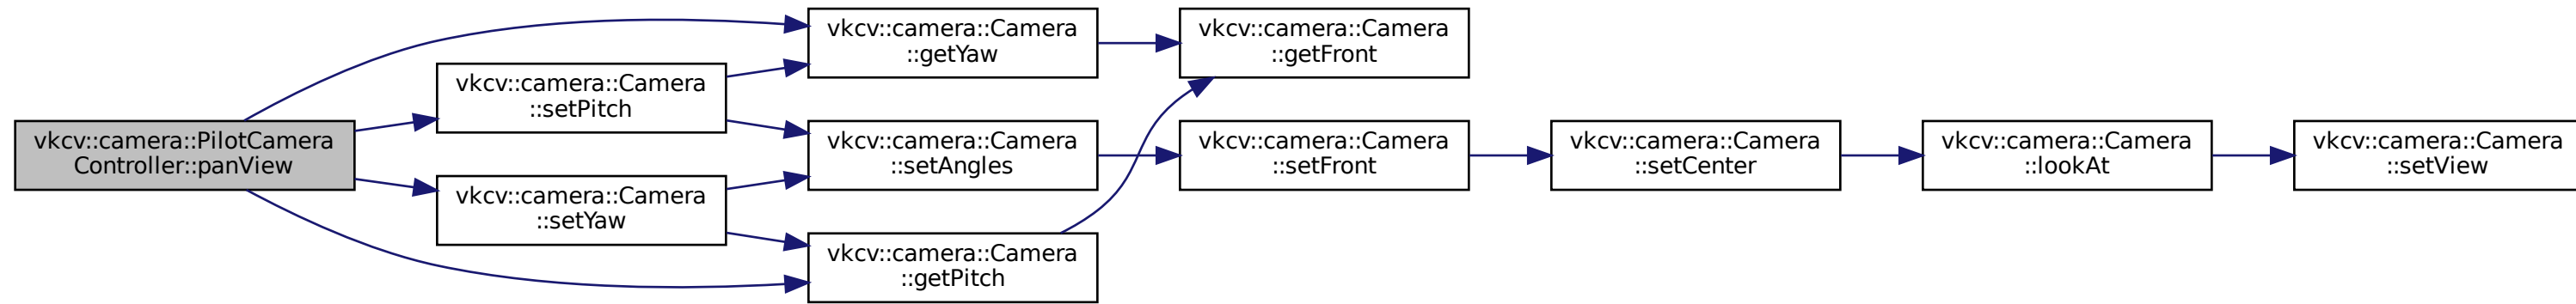 vkcv::camera::PilotCamera
Controller::panView
vkcv::camera::Camera
::setPitch
vkcv::camera::Camera
::setYaw
vkcv::camera::Camera
::getYaw
vkcv::camera::Camera
::setAngles
vkcv::camera::Camera
::getPitch
vkcv::camera::Camera
::getFront
vkcv::camera::Camera
::setFront
vkcv::camera::Camera
::setCenter
vkcv::camera::Camera
::lookAt
vkcv::camera::Camera
::setView